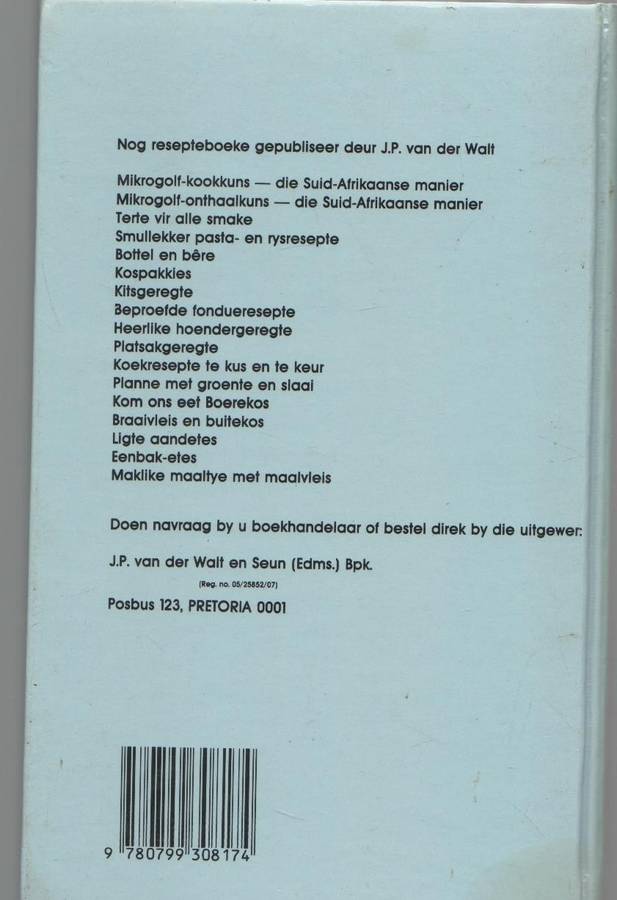 Nog resepteboeke gepubliseer deur J.P. van der Walt
Mikrogolf-kookkuns — die Suid-Afrikaanse manier
Mikrogolf-onthaalkuns — die Suid-Afrikaanse manier
Terte vir alle smake
Smullekker pasta- en rysresepte
Bottel en bêre
Kospakkies
Kitsgeregte
Beproefde fondueresepte
Heerlike hoendergeregte
Platsakgeregte
Koekresepte te kus en te keur
Planne met groente en slaai
Kom ons eet Boerekos
Braaivleis en buitekos
Ligte aandetes
Eenbak-etes
Maklike maaltye met maalvleis
Doen navraag by u boekhandelaar of bestel direk by die uitgewer:
J.P. van der Walt en Seun (Edms.) Bpk.
(Reg. no. 05/25852/07)
Posbus 123, PRETORIA 0001
9 780799 308174